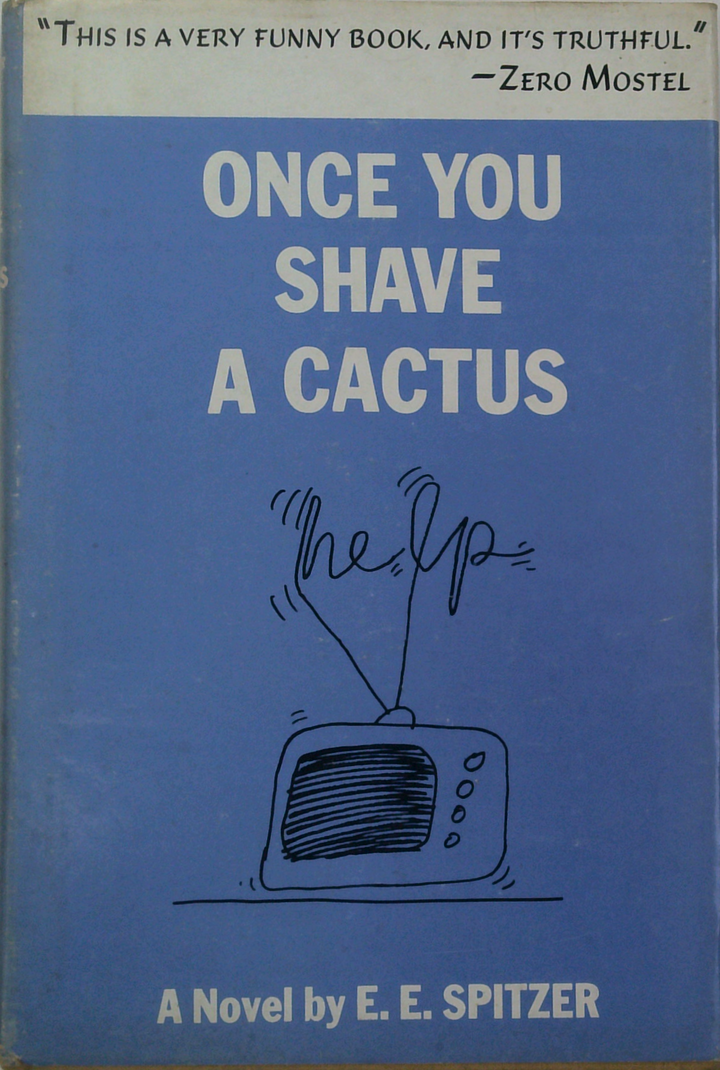 “THIS IS A VERY FUNNY BOOK, AND IT'S TRUTHFUL.”
—ZERO MOSTEL
ONCE YOU
SHAVE
A CACTUS
help
A Novel by E. E. SPITZER